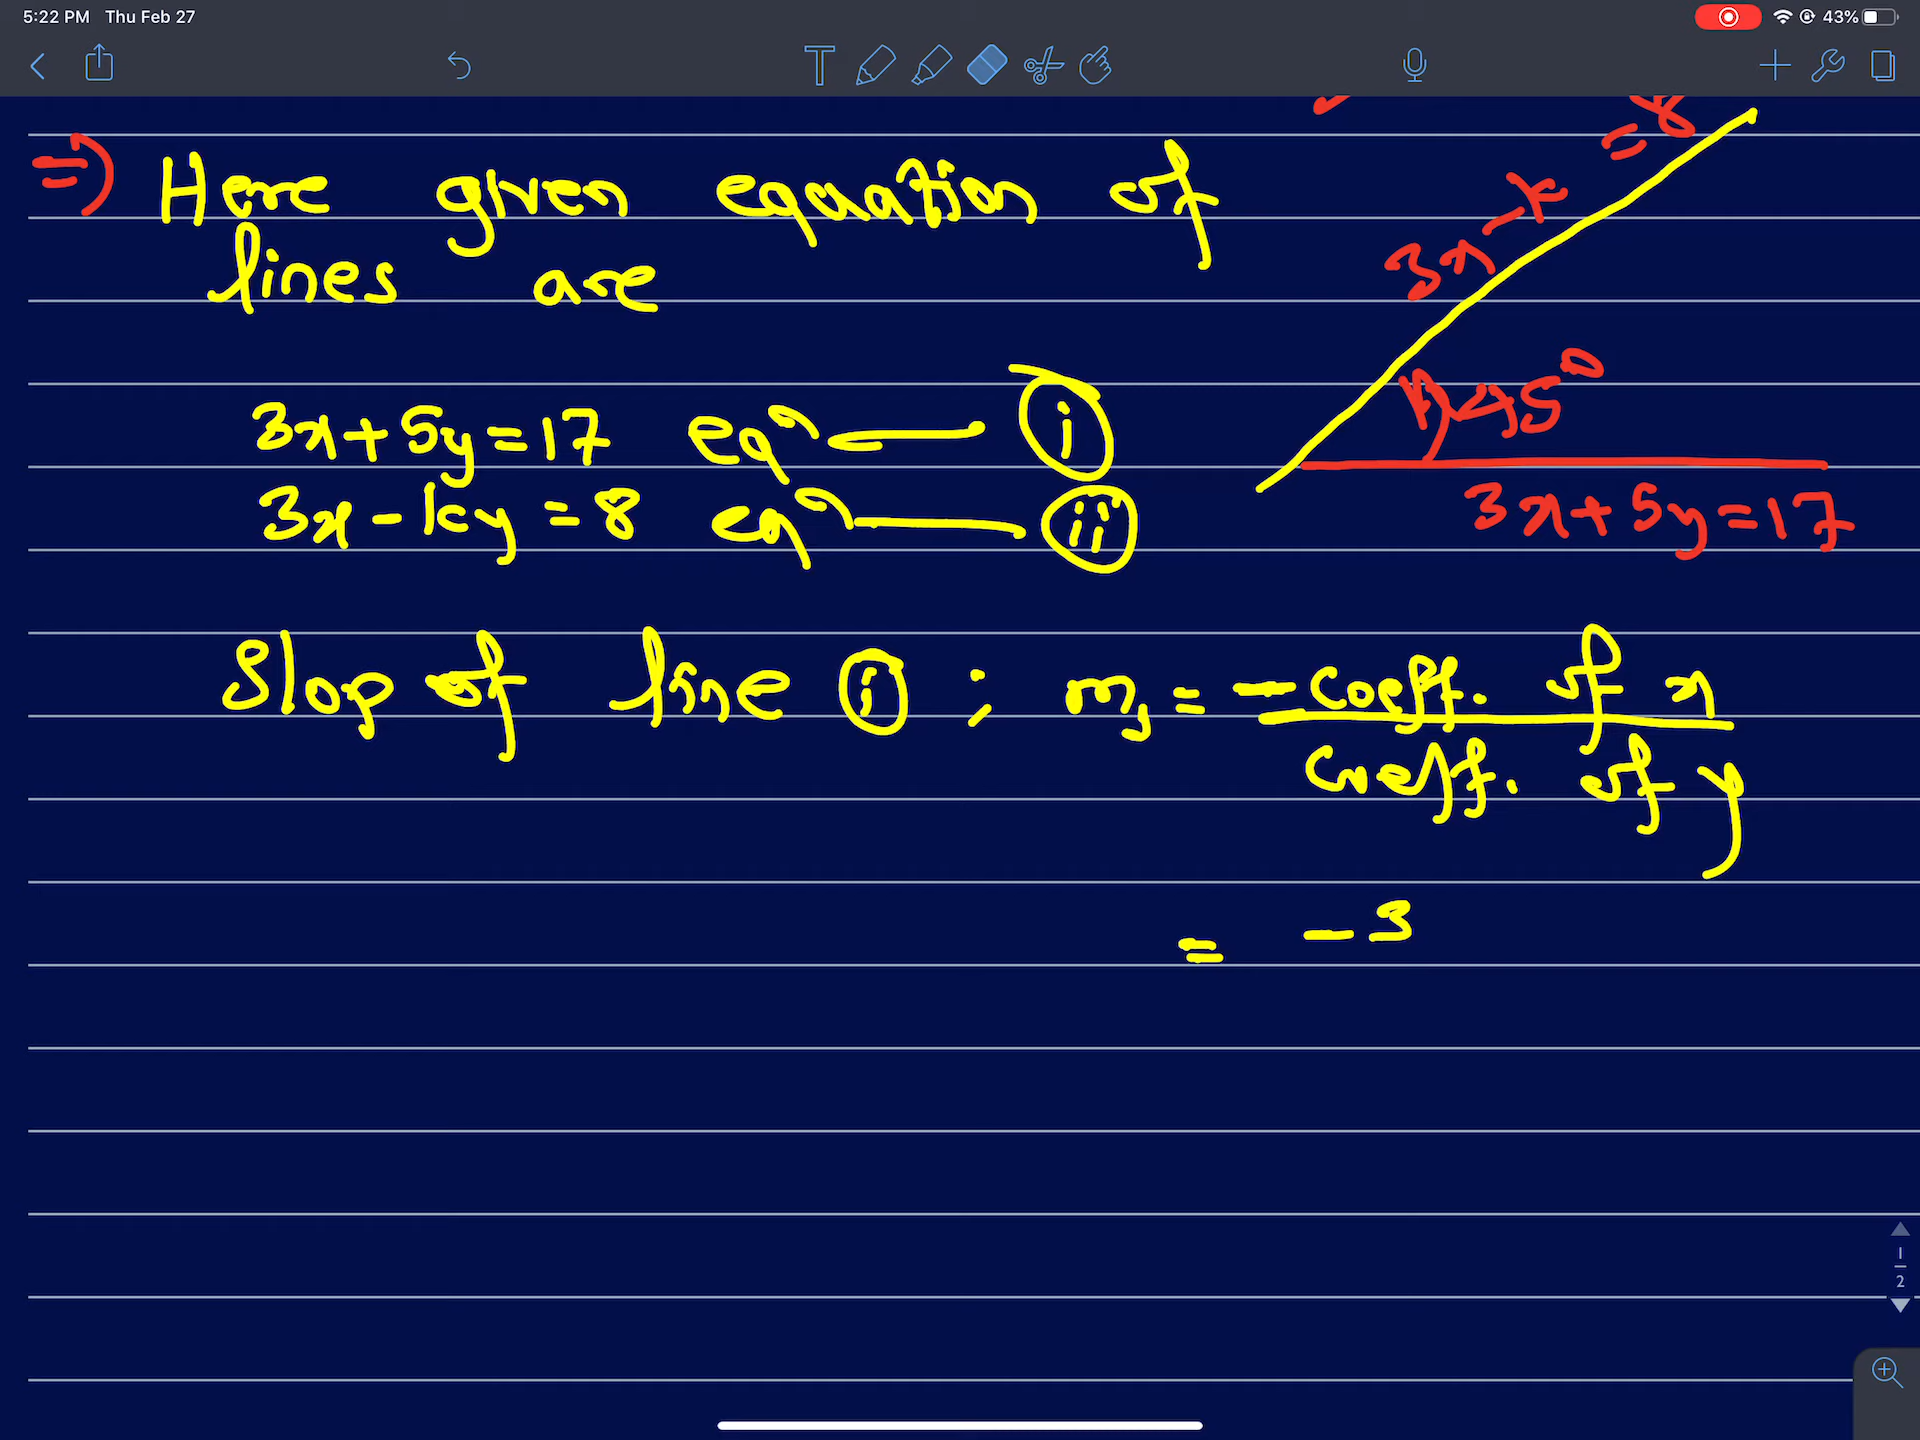 5:22 PM Thu Feb 27
43%
=) Here given equation of
lines are
3x - k
= 8
45°
3x+5y=17
3x+5y=17 eqn — i
3x-ky=8 eqn — ii
Slop of line i ; m₁ = -Coeff. of x
Coeff. of y
= -3
1
2